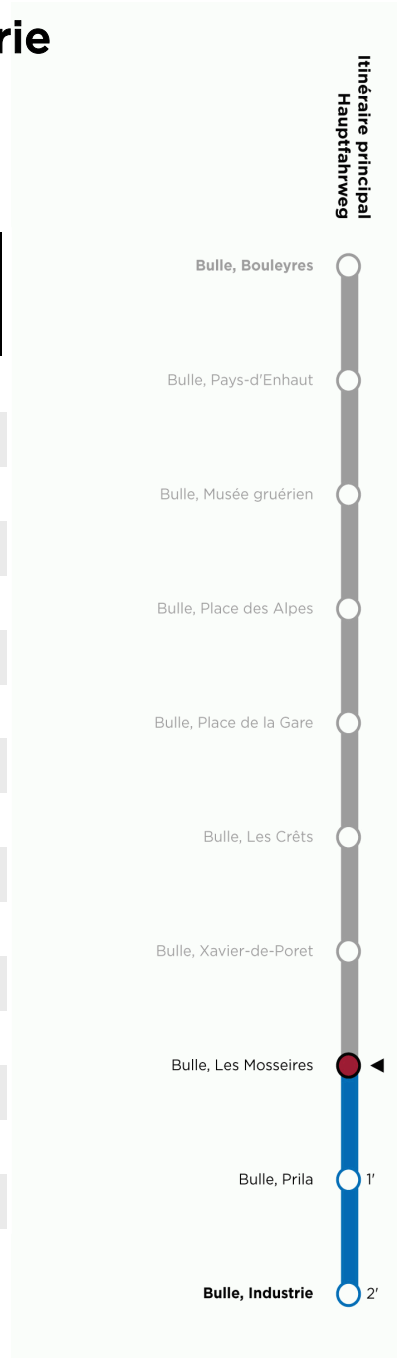 rie
Itinéraire principal
Hauptfahrweg
Bulle, Bouleyres
Bulle, Pays-d'Enhaut
Bulle, Musée gruérien
Bulle, Place des Alpes
Bulle, Place de la Gare
Bulle, Les Crêts
Bulle, Xavier-de-Poret
Bulle, Les Mosseires
Bulle, Prila 1'
Bulle, Industrie 2'